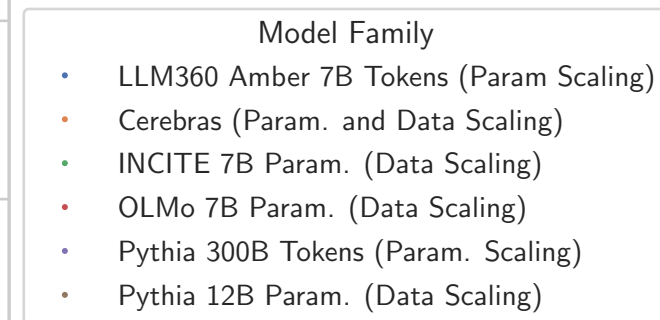 Model Family
LLM360 Amber 7B Tokens (Param Scaling)
Cerebras (Param. and Data Scaling)
INCITE 7B Param. (Data Scaling)
OLMo 7B Param. (Data Scaling)
Pythia 300B Tokens (Param. Scaling)
Pythia 12B Param. (Data Scaling)